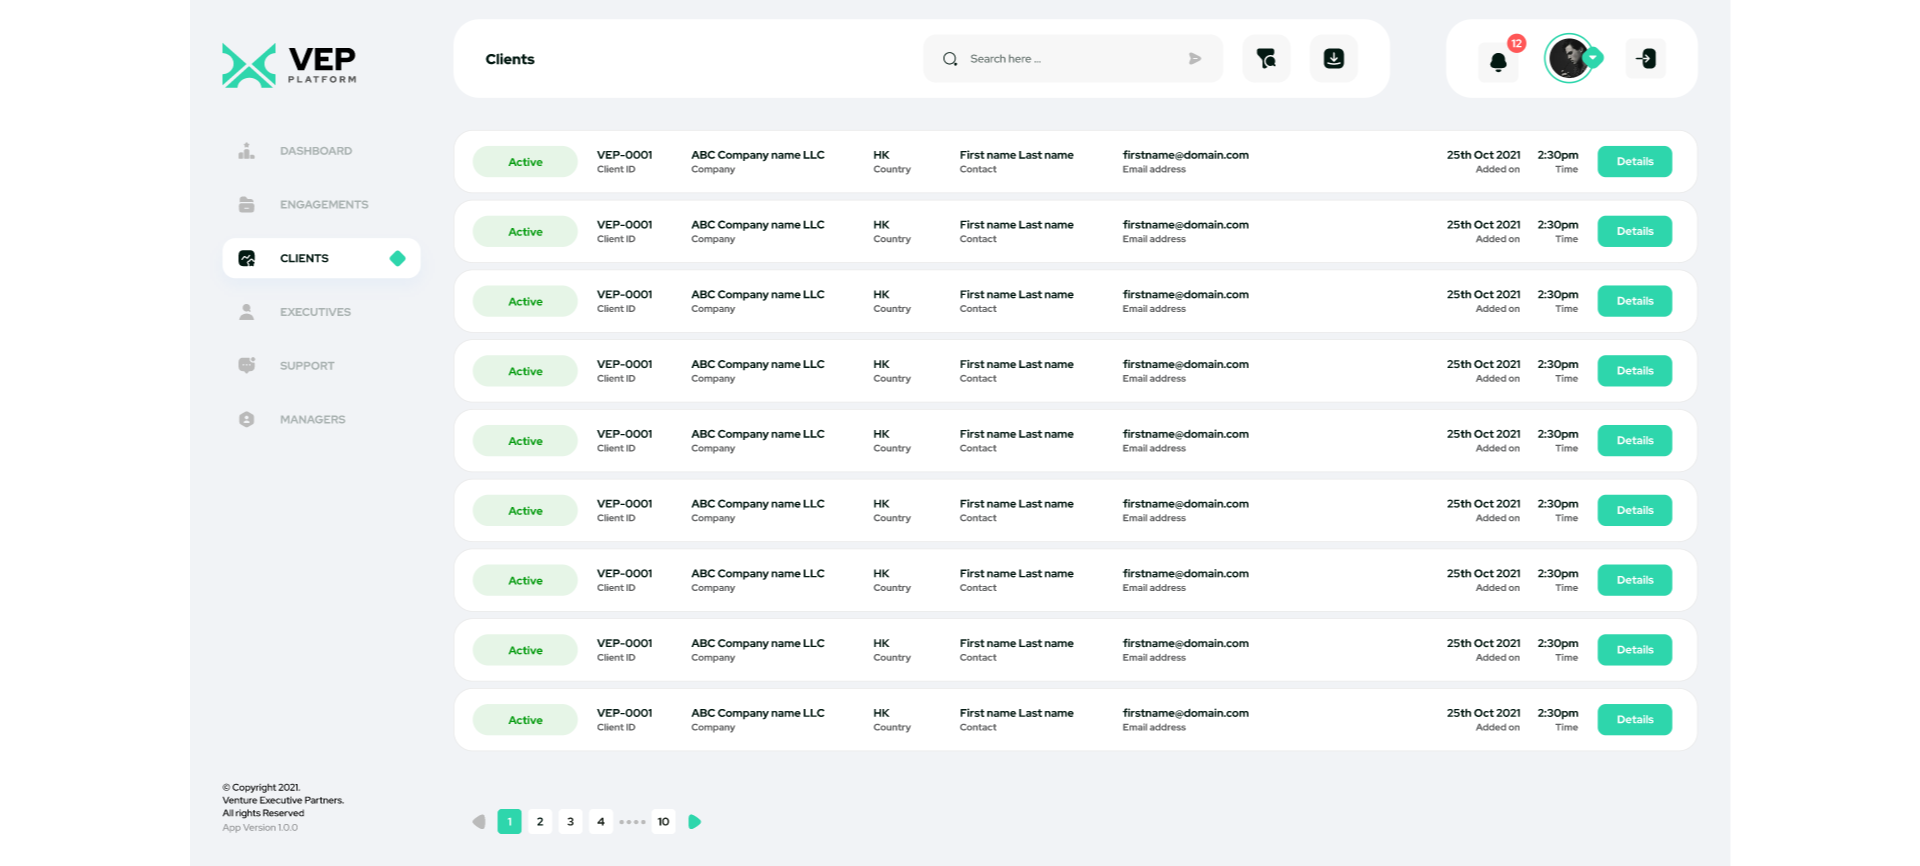 VEP
PLATFORM
Clients
Search here ...
12
DASHBOARD
ENGAGEMENTS
CLIENTS
EXECUTIVES
SUPPORT
MANAGERS
Active VEP-0001 ABC Company name LLC HK First name Last name firstname@domain.com 25th Oct 2021 2:30pm Details
Client ID Company Country Contact Email address Added on Time
Active VEP-0001 ABC Company name LLC HK First name Last name firstname@domain.com 25th Oct 2021 2:30pm Details
Client ID Company Country Contact Email address Added on Time
Active VEP-0001 ABC Company name LLC HK First name Last name firstname@domain.com 25th Oct 2021 2:30pm Details
Client ID Company Country Contact Email address Added on Time
Active VEP-0001 ABC Company name LLC HK First name Last name firstname@domain.com 25th Oct 2021 2:30pm Details
Client ID Company Country Contact Email address Added on Time
Active VEP-0001 ABC Company name LLC HK First name Last name firstname@domain.com 25th Oct 2021 2:30pm Details
Client ID Company Country Contact Email address Added on Time
Active VEP-0001 ABC Company name LLC HK First name Last name firstname@domain.com 25th Oct 2021 2:30pm Details
Client ID Company Country Contact Email address Added on Time
Active VEP-0001 ABC Company name LLC HK First name Last name firstname@domain.com 25th Oct 2021 2:30pm Details
Client ID Company Country Contact Email address Added on Time
Active VEP-0001 ABC Company name LLC HK First name Last name firstname@domain.com 25th Oct 2021 2:30pm Details
Client ID Company Country Contact Email address Added on Time
Active VEP-0001 ABC Company name LLC HK First name Last name firstname@domain.com 25th Oct 2021 2:30pm Details
Client ID Company Country Contact Email address Added on Time
© Copyright 2021.
Venture Executive Partners.
All rights Reserved
App Version 1.0.0
1 2 3 4 •••• 10